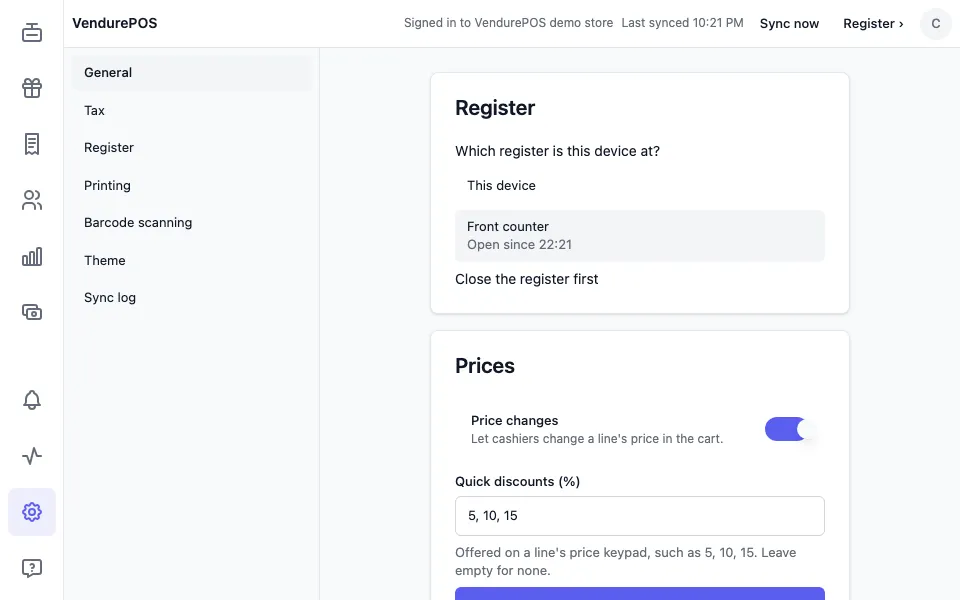 VendurePOS
Signed in to VendurePOS demo store Last synced 10:21 PM Sync now Register › C
General
Tax
Register
Printing
Barcode scanning
Theme
Sync log
Register
Which register is this device at?
This device
Front counter
Open since 22:21
Close the register first
Prices
Price changes
Let cashiers change a line's price in the cart.
Quick discounts (%)
5, 10, 15
Offered on a line's price keypad, such as 5, 10, 15. Leave
empty for none.